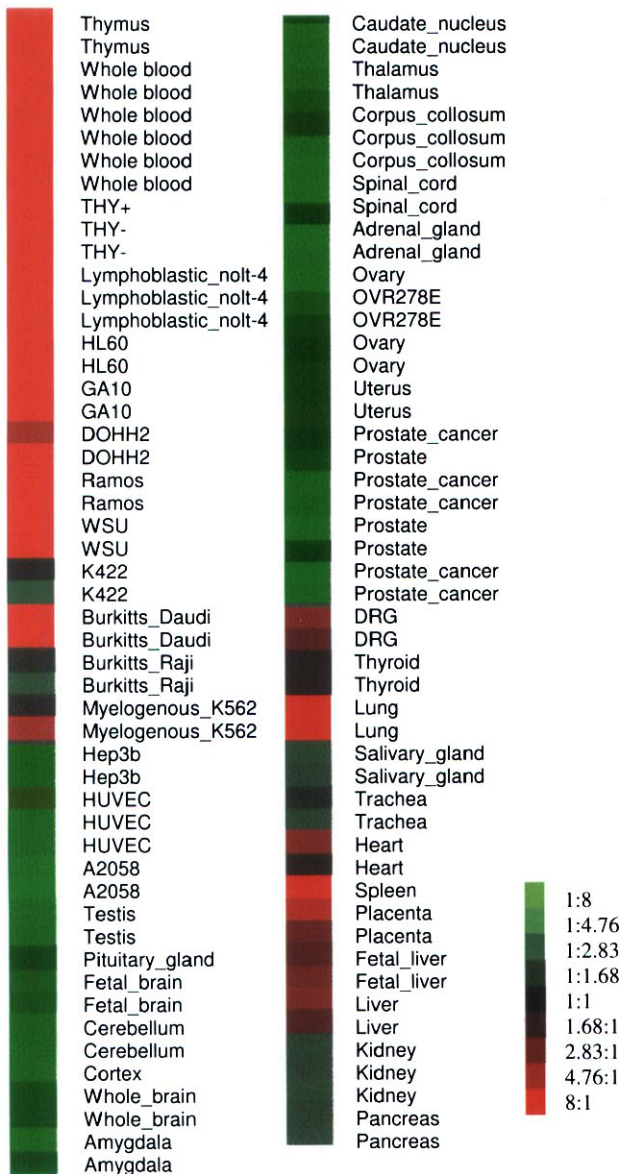 Thymus
Thymus
Whole blood
Whole blood
Whole blood
Whole blood
Whole blood
Whole blood
THY+
THY-
THY-
Lymphoblastic_nolt-4
Lymphoblastic_nolt-4
Lymphoblastic_nolt-4
HL60
HL60
GA10
GA10
DOHH2
DOHH2
Ramos
Ramos
WSU
WSU
K422
K422
Burkitts_Daudi
Burkitts_Daudi
Burkitts_Raji
Burkitts_Raji
Myelogenous_K562
Myelogenous_K562
Hep3b
Hep3b
HUVEC
HUVEC
HUVEC
A2058
A2058
Testis
Testis
Pituitary_gland
Fetal_brain
Fetal_brain
Cerebellum
Cerebellum
Cortex
Whole_brain
Whole_brain
Amygdala
Amygdala
Caudate_nucleus
Caudate_nucleus
Thalamus
Thalamus
Corpus_collosum
Corpus_collosum
Corpus_collosum
Spinal_cord
Spinal_cord
Adrenal_gland
Adrenal_gland
Ovary
OVR278E
OVR278E
Ovary
Ovary
Uterus
Uterus
Prostate_cancer
Prostate
Prostate_cancer
Prostate_cancer
Prostate
Prostate
Prostate_cancer
Prostate_cancer
DRG
DRG
Thyroid
Thyroid
Lung
Lung
Salivary_gland
Salivary_gland
Trachea
Trachea
Heart
Heart
Spleen
Placenta
Placenta
Fetal_liver
Fetal_liver
Liver
Liver
Kidney
Kidney
Kidney
Pancreas
Pancreas
1:8
1:4.76
1:2.83
1:1.68
1:1
1.68:1
2.83:1
4.76:1
8:1